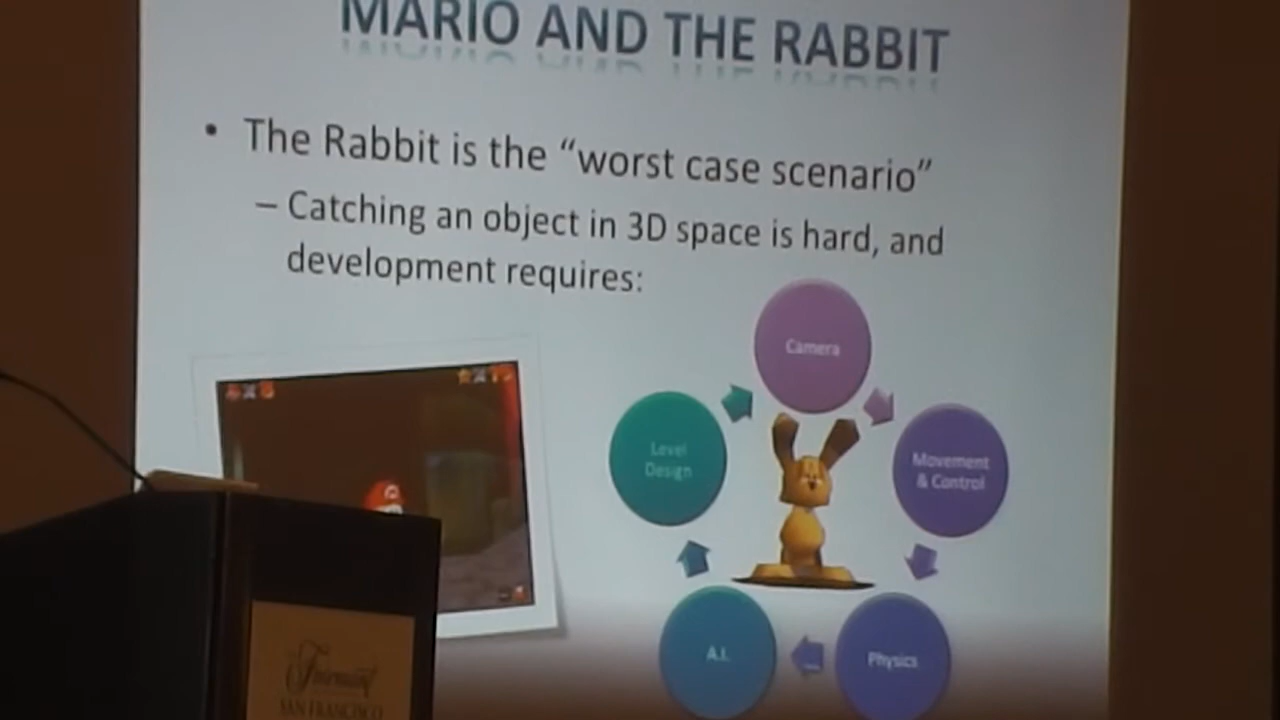 MARIO AND THE RABBIT
• The Rabbit is the “worst case scenario”
– Catching an object in 3D space is hard, and
development requires:
Camera
Level
Design
Movement
& Control
A.I.
Physics
Fairmont
SAN FRANCISCO